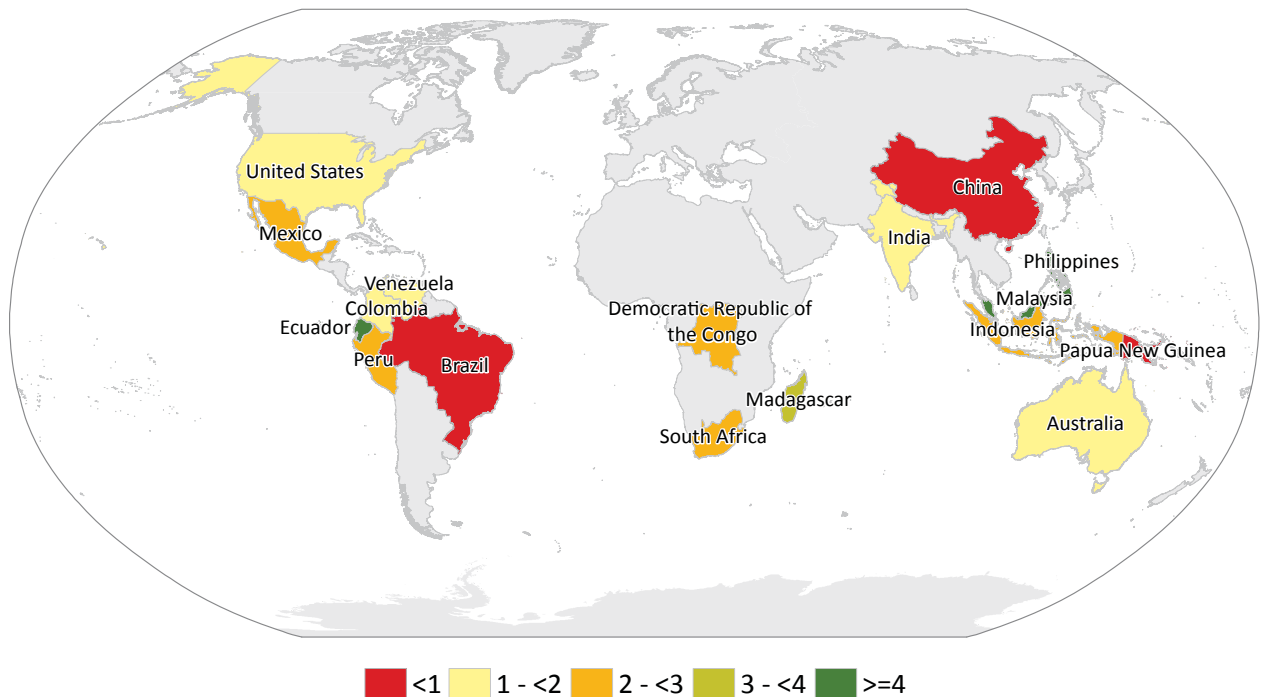 United States
China
Mexico
India
Philippines
Venezuela
Malaysia
Colombia
Democratic Republic of
the Congo
Ecuador
Indonesia
Peru
Brazil
Papua New Guinea
Madagascar
Australia
South Africa
<1
1 - <2
2 - <3
3 - <4
>=4